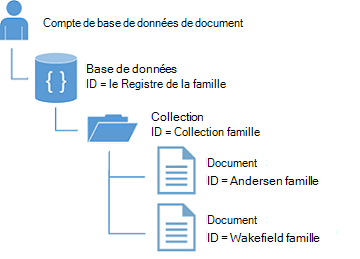 Compte de base de données de document
Base de données
ID = le Registre de la famille
Collection
ID = Collection famille
Document
ID = Andersen famille
Document
ID = Wakefield famille